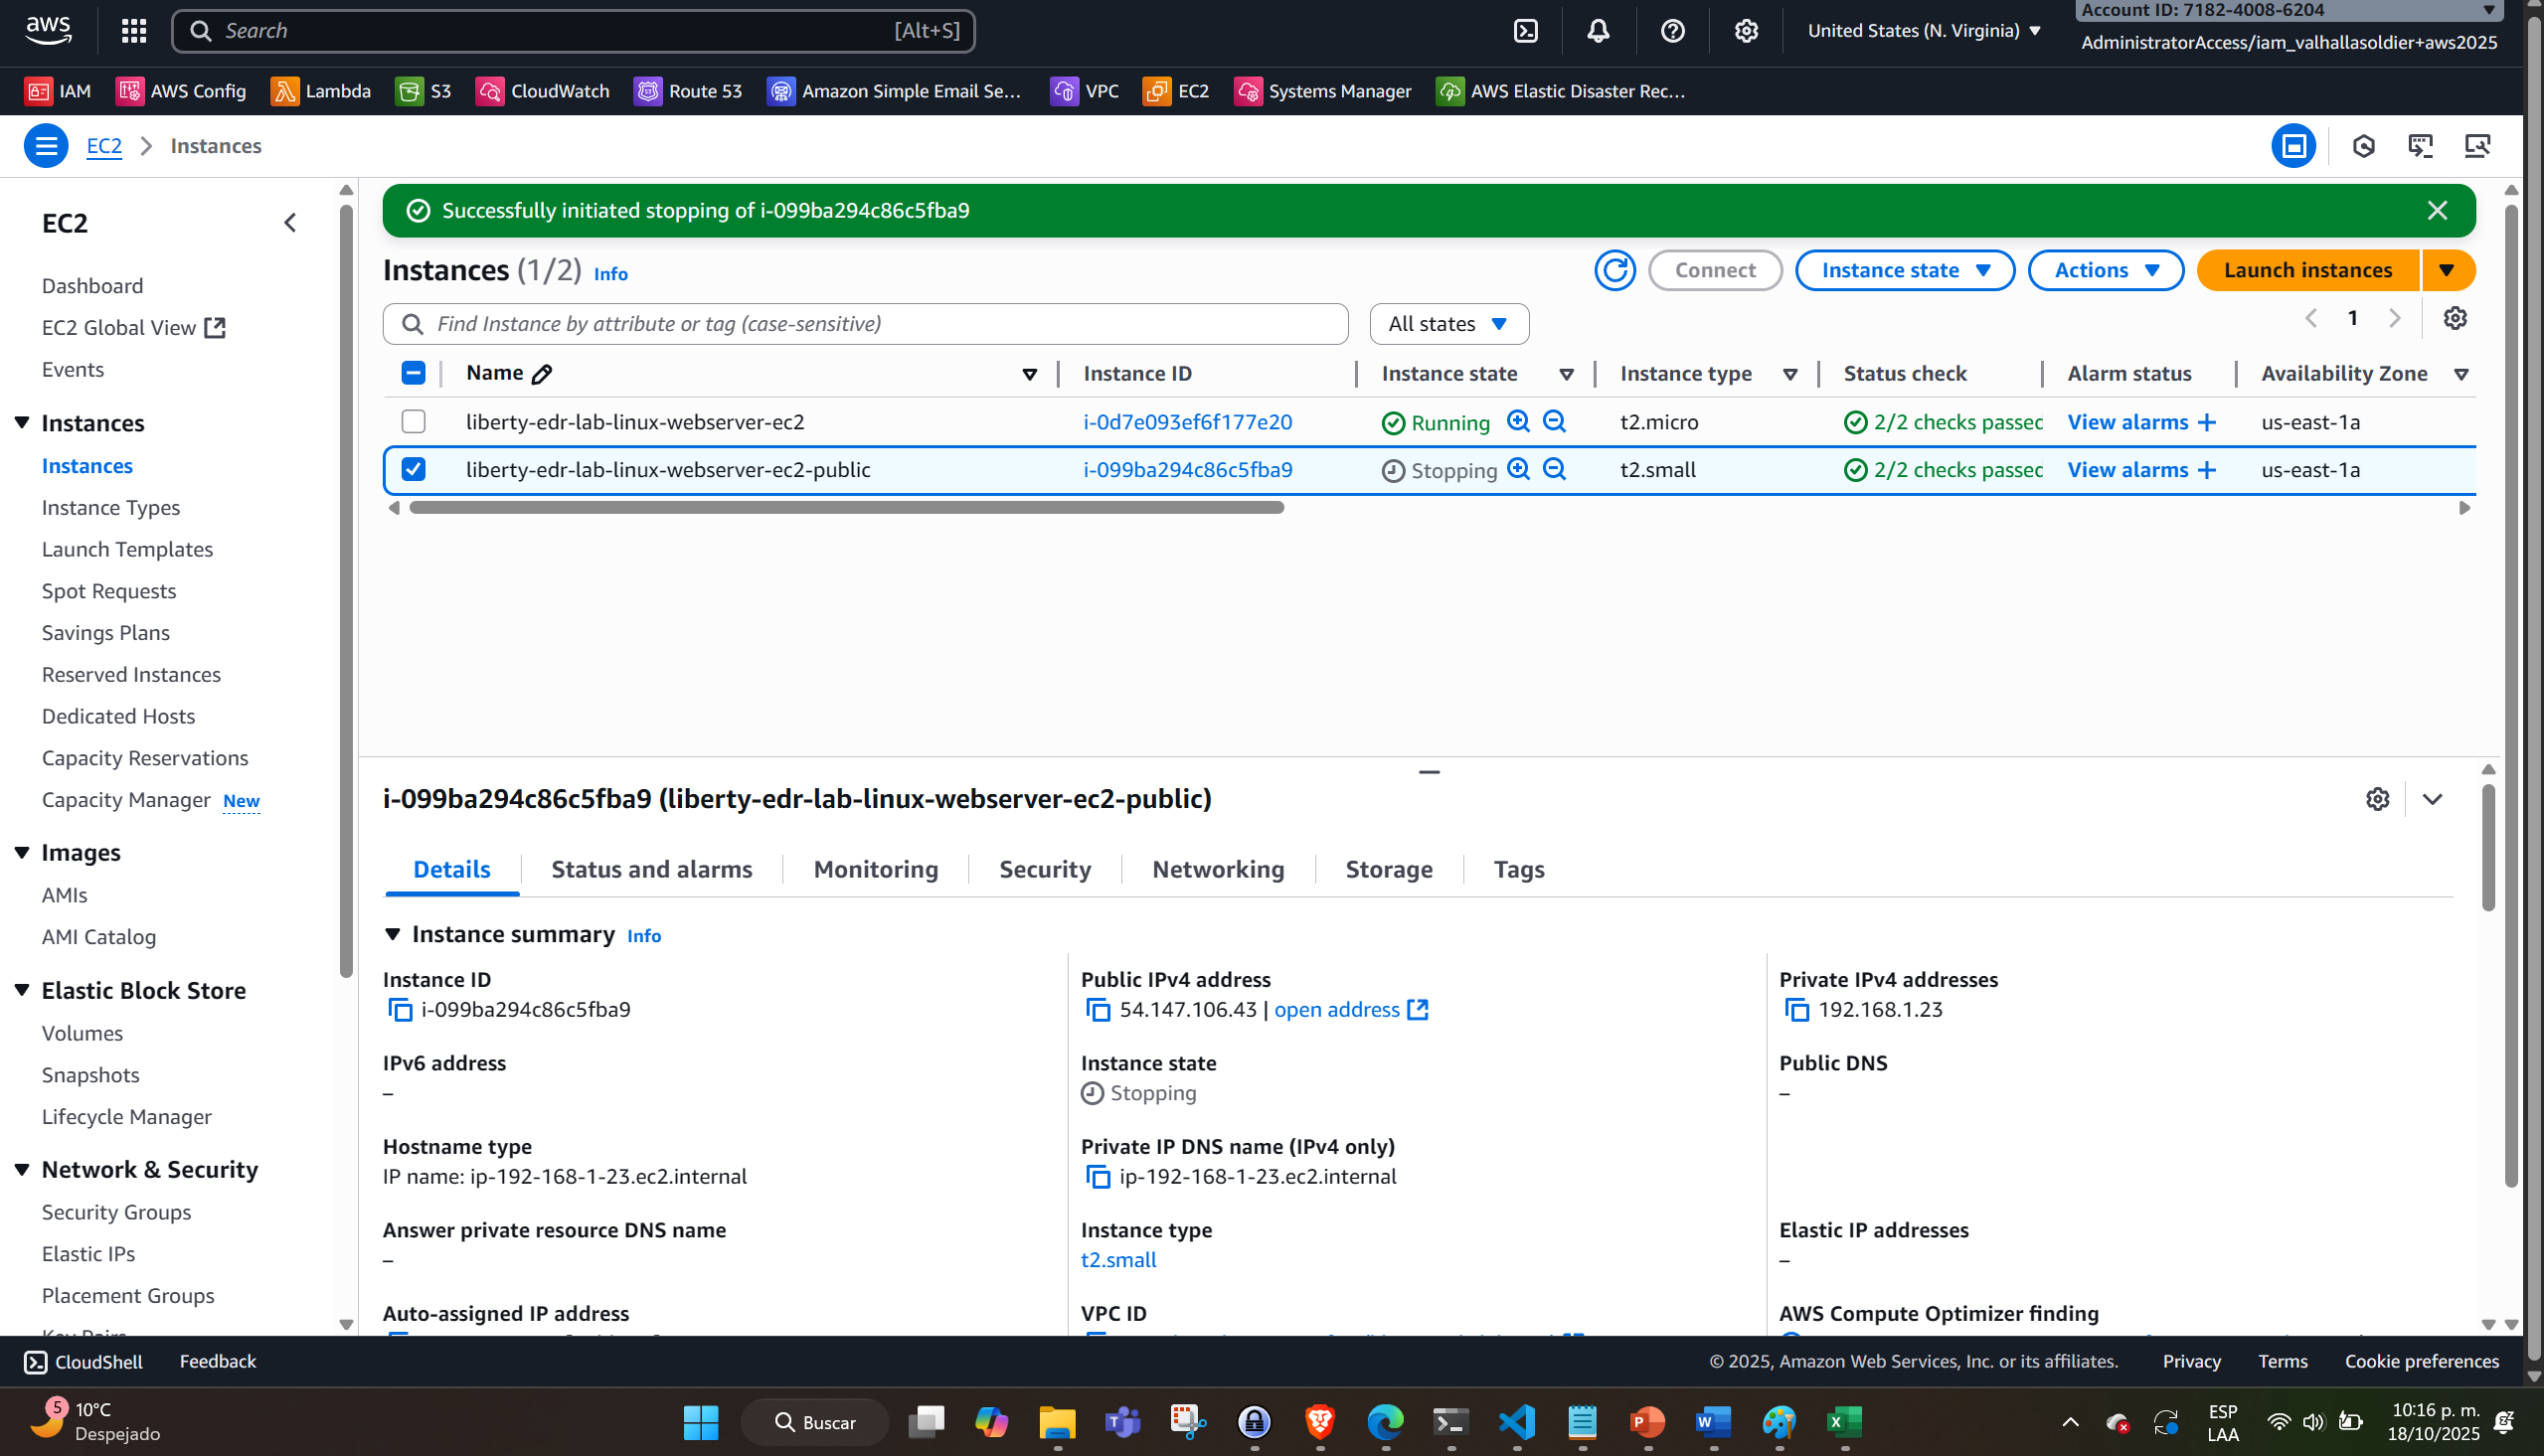 aws
Search [Alt+S]
United States (N. Virginia)
Account ID: 7182-4008-6204
AdministratorAccess/iam_valhallasoldier+aws2025
IAM AWS Config Lambda S3 CloudWatch Route 53 Amazon Simple Email Se... VPC EC2 Systems Manager AWS Elastic Disaster Rec...
EC2 > Instances
EC2
Dashboard
EC2 Global View
Events
Instances
Instances
Instance Types
Launch Templates
Spot Requests
Savings Plans
Reserved Instances
Dedicated Hosts
Capacity Reservations
Capacity Manager New
Images
AMIs
AMI Catalog
Elastic Block Store
Volumes
Snapshots
Lifecycle Manager
Network & Security
Security Groups
Elastic IPs
Placement Groups
Key Pairs
Successfully initiated stopping of i-099ba294c86c5fba9
Instances (1/2) Info
Connect Instance state Actions Launch instances
Find Instance by attribute or tag (case-sensitive)
All states
1
Name Instance ID Instance state Instance type Status check Alarm status Availability Zone
liberty-edr-lab-linux-webserver-ec2 i-0d7e093ef6f177e20 Running t2.micro 2/2 checks passed View alarms + us-east-1a
liberty-edr-lab-linux-webserver-ec2-public i-099ba294c86c5fba9 Stopping t2.small 2/2 checks passed View alarms + us-east-1a
i-099ba294c86c5fba9 (liberty-edr-lab-linux-webserver-ec2-public)
Details Status and alarms Monitoring Security Networking Storage Tags
Instance summary Info
Instance ID
i-099ba294c86c5fba9
Public IPv4 address
54.147.106.43 | open address
Private IPv4 addresses
192.168.1.23
IPv6 address
–
Instance state
Stopping
Public DNS
–
Hostname type
IP name: ip-192-168-1-23.ec2.internal
Private IP DNS name (IPv4 only)
ip-192-168-1-23.ec2.internal
Answer private resource DNS name
–
Instance type
t2.small
Elastic IP addresses
–
Auto-assigned IP address
VPC ID
AWS Compute Optimizer finding
CloudShell Feedback
© 2025, Amazon Web Services, Inc. or its affiliates. Privacy Terms Cookie preferences
5
10°C
Despejado
Buscar
ESP
LAA
10:16 p. m.
18/10/2025